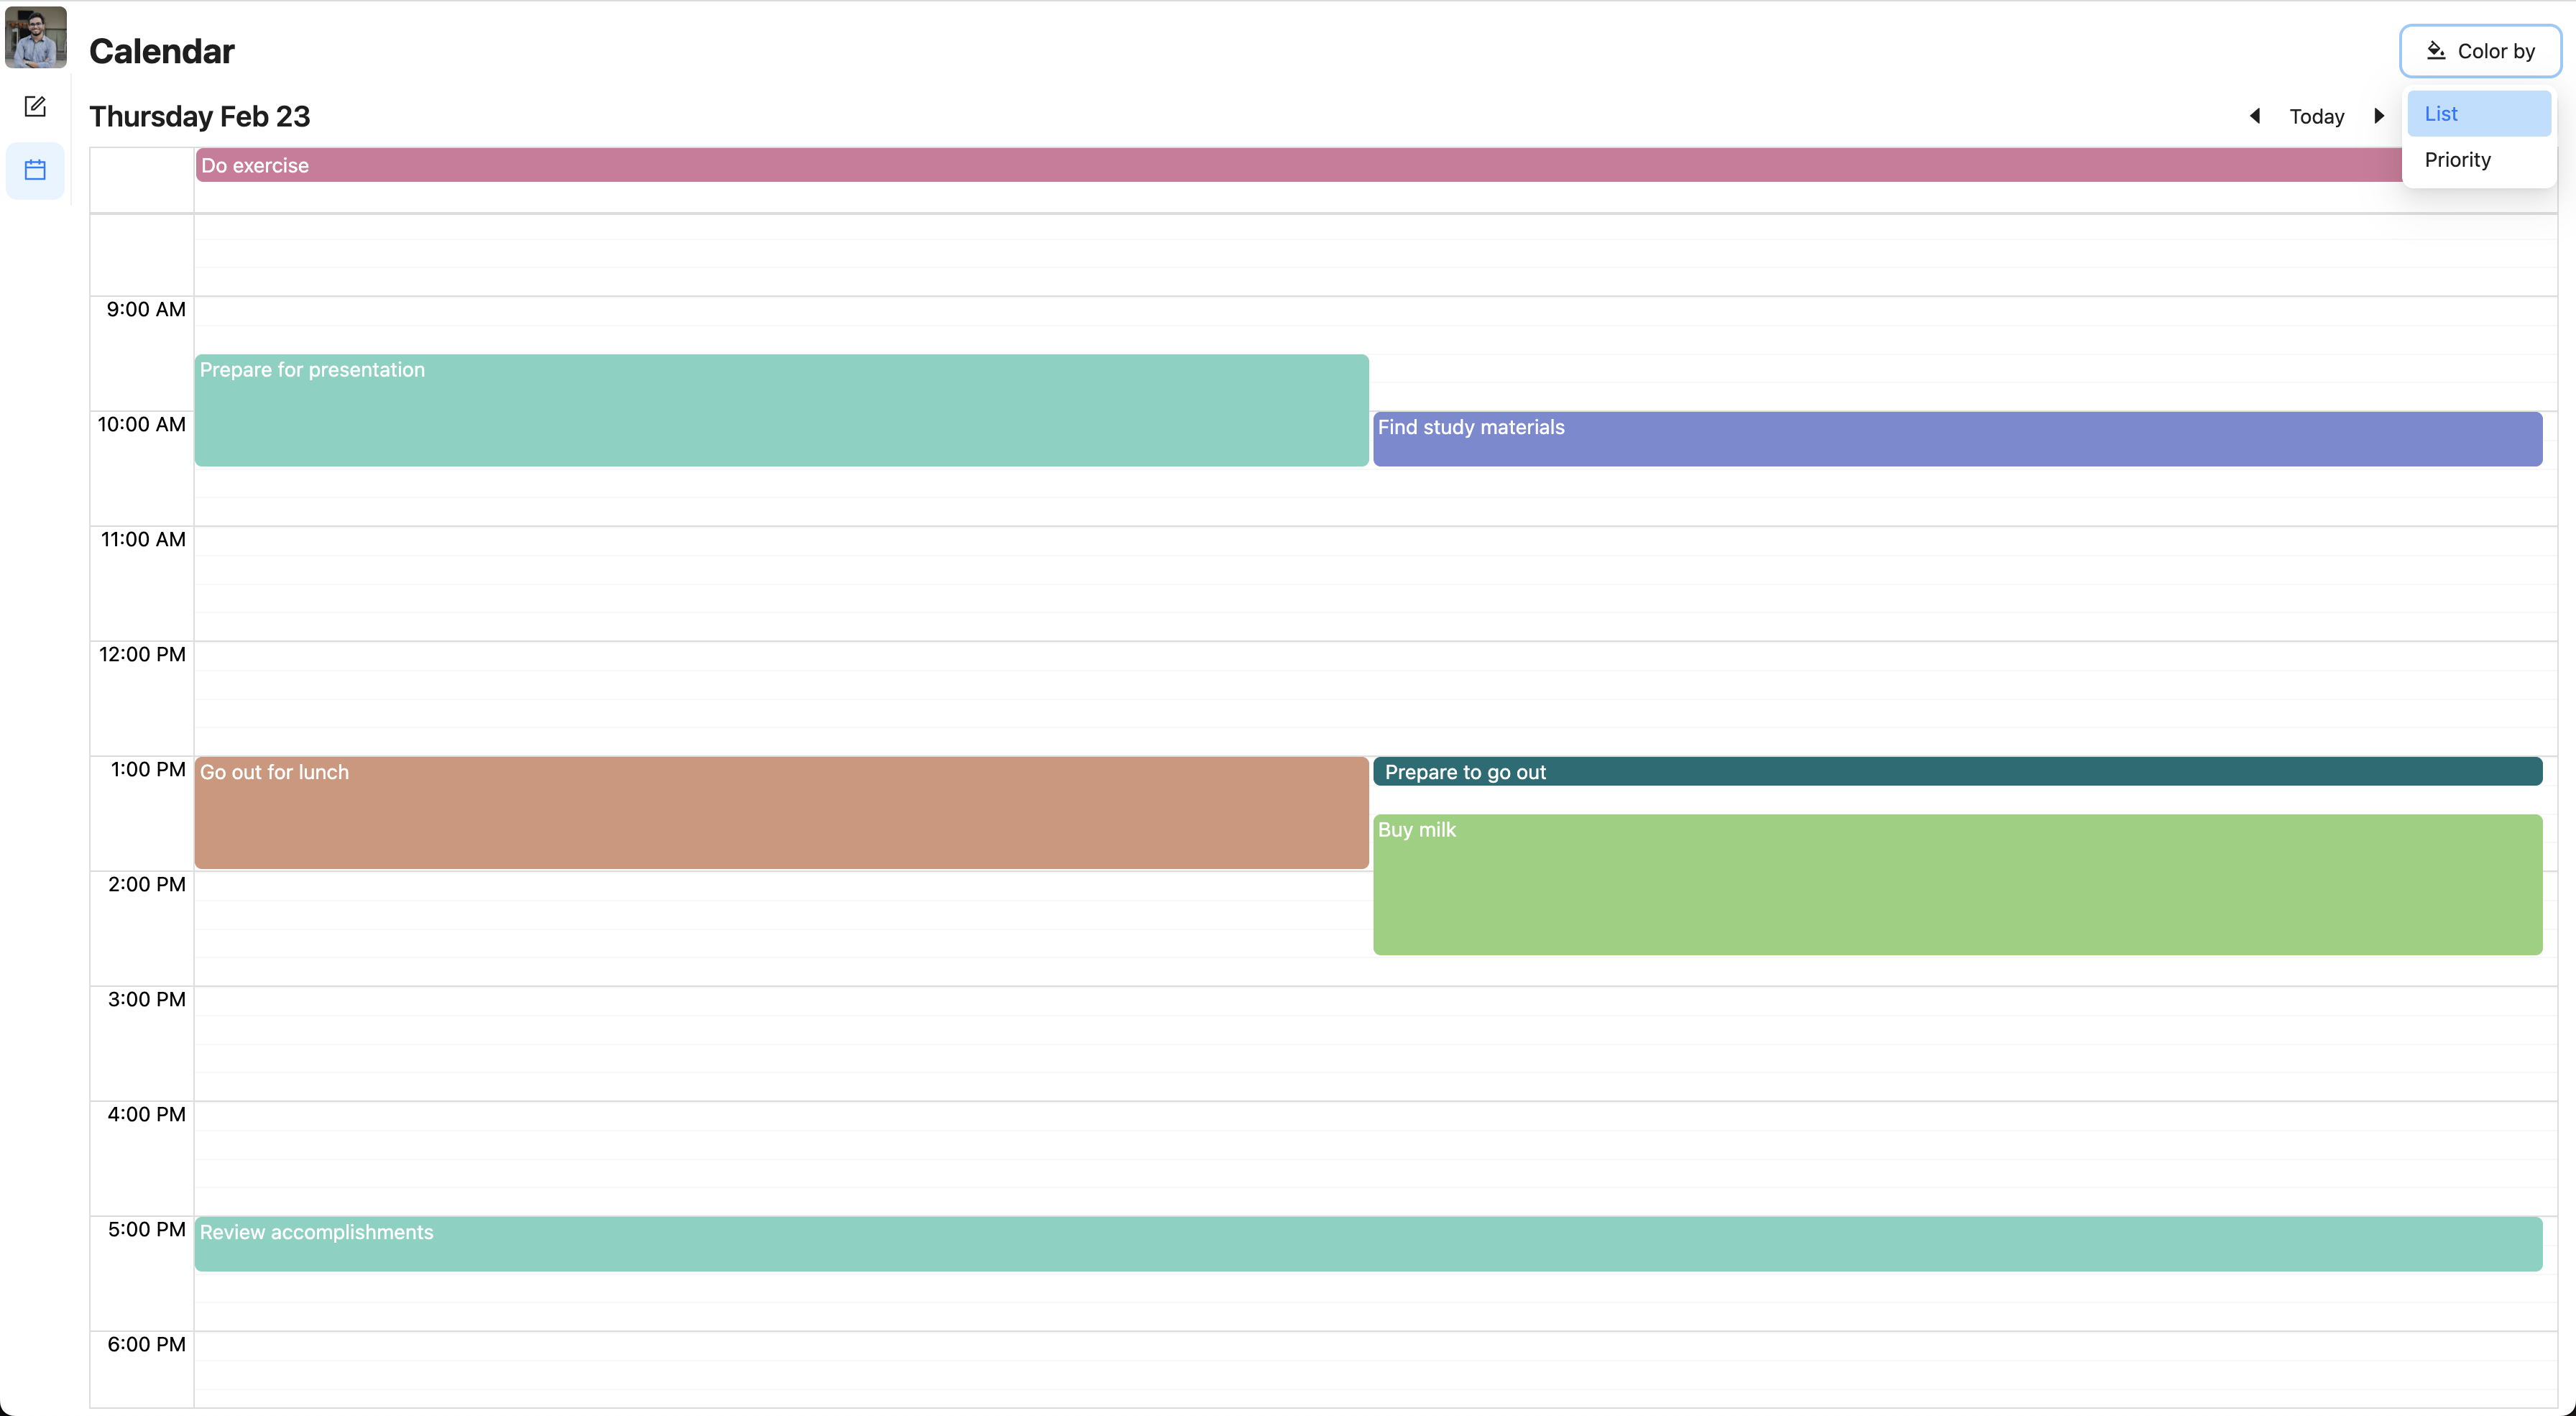 Calendar
Color by
Thursday Feb 23
Today
List
Priority
Do exercise
9:00 AM
Prepare for presentation
10:00 AM
Find study materials
11:00 AM
12:00 PM
1:00 PM
Go out for lunch
Prepare to go out
Buy milk
2:00 PM
3:00 PM
4:00 PM
5:00 PM
Review accomplishments
6:00 PM